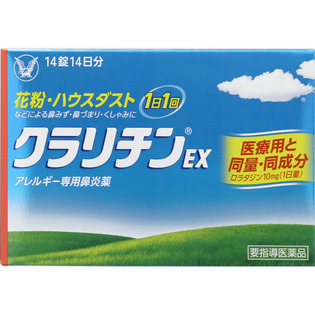 14錠14日分
花粉・ハウスダスト 1日1回
などによる鼻みず・鼻づまり・くしゃみに
クラリチン®EX
アレルギー専用鼻炎薬
医療用と
同量・同成分
ロラタジン10mg(1日量)
要指導医薬品